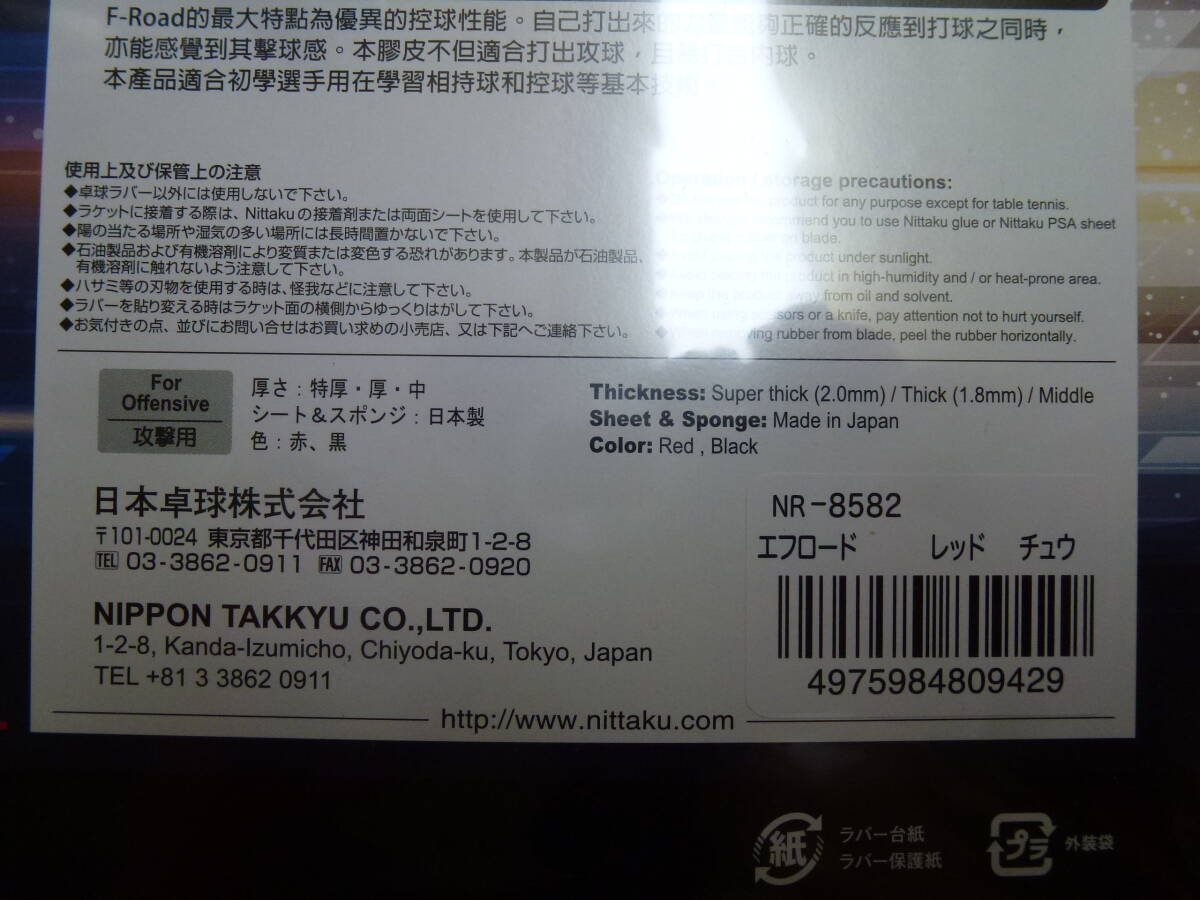 F-Road的最大特點為優異的控球性能。自己打出來的 正確的反應到打球之同時，
亦能感覺到其擊球感。本膠皮不但適合打出攻球，
本產品適合初學選手用在學習相持球和控球等基本
使用上及び保管上の注意
◆卓球ラバー以外には使用しないで下さい。
◆ラケットに接着する際は、Nittakuの接着剤または両面シートを使用して下さい。
◆陽の当たる場所や湿気の多い場所には長時間置かないで下さい。
◆石油製品および有機溶剤により変質または変色する恐れがあります。本製品が石油製品、
有機溶剤に触れないよう注意して下さい。
◆ハサミ等の刃物を使用する時は、怪我などに注意して下さい。
◆ラバーを貼り変える時はラケット面の横側からゆっくりはがして下さい。
◆お気付きの点、並びにお問い合せはお買い求めの小売店、又は下記へご連絡下さい。
Operation / storage precautions:
product for any purpose except for table tennis.
you to use Nittaku glue or Nittaku PSA sheet
on blade.
product under sunlight.
product in high-humidity and / or heat-prone area.
away from oil and solvent.
or a knife, pay attention not to hurt yourself.
rubber from blade, peel the rubber horizontally.
For
Offensive
攻撃用
厚さ：特厚・厚・中
シート＆スポンジ：日本製
色：赤、黒
Thickness: Super thick (2.0mm) / Thick (1.8mm) / Middle
Sheet & Sponge: Made in Japan
Color: Red , Black
日本卓球株式会社
〒101-0024 東京都千代田区神田和泉町1-2-8
TEL 03-3862-0911 FAX 03-3862-0920
NIPPON TAKKYU CO.,LTD.
1-2-8, Kanda-Izumicho, Chiyoda-ku, Tokyo, Japan
TEL +81 3 3862 0911
NR-8582
エフロード レッド チュウ
4975984809429
http://www.nittaku.com
紙
ラバー台紙
ラバー保護紙
プラ
外装袋